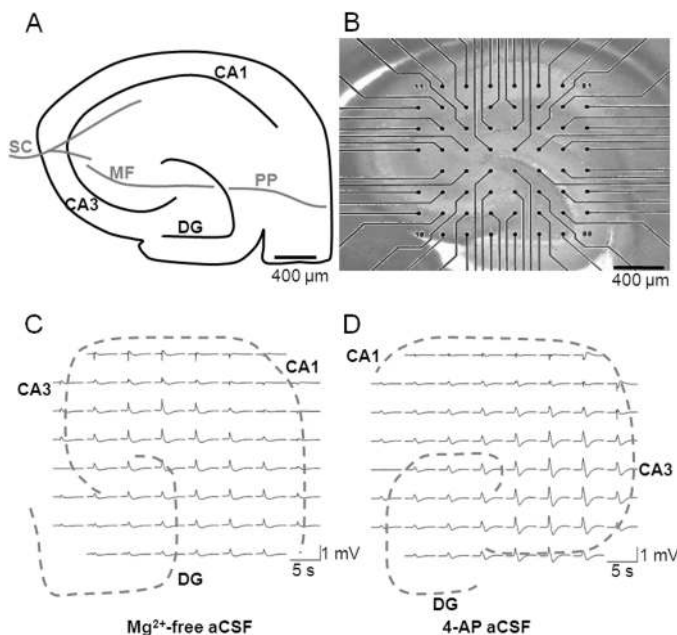 A
CA1
SC
MF
PP
CA3
DG
400 µm
B
400 µm
C
CA1
CA3
DG
1 mV
5 s
Mg²⁺-free aCSF
D
CA1
CA3
DG
1 mV
5 s
4-AP aCSF